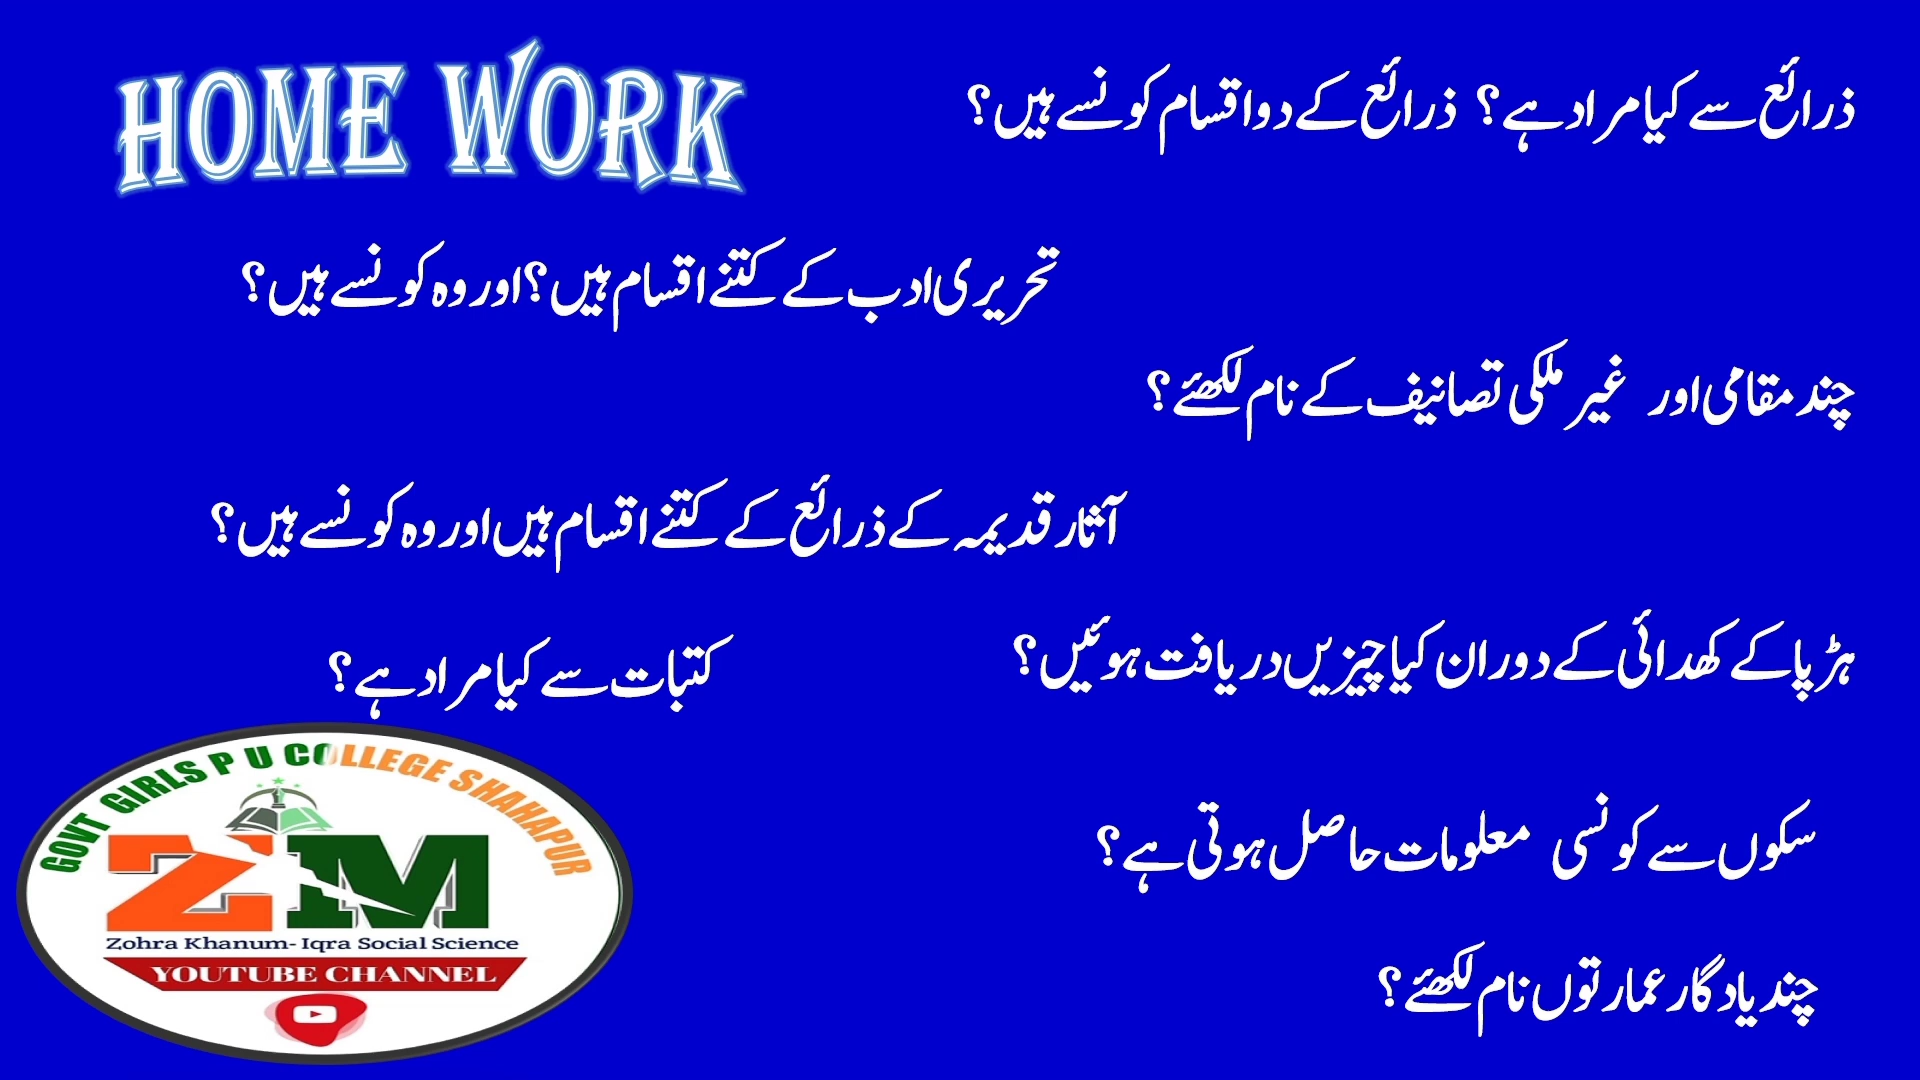 HOME WORK
ذرائع سے کیا مراد ہے؟ ذرائع کے دو اقسام کونسے ہیں؟
تحریری ادب کے کتنے اقسام ہیں؟ اور وہ کونسے ہیں؟
چند مقامی اور غیر ملکی تصانیف کے نام لکھئے؟
آثار قدیمہ کے ذرائع کے کتنے اقسام ہیں اور وہ کونسے ہیں؟
ہڑپا کے کھدائی کے دوران کیا چیزیں دریافت ہوئیں؟
کتبات سے کیا مراد ہے؟
سکوں سے کونسی معلومات حاصل ہوتی ہے؟
چند یادگار عمارتوں نام لکھئے؟
GOVT GIRLS P U COLLEGE SHAHAPUR
ZM
Zohra Khanum- Iqra Social Science
YOUTUBE CHANNEL